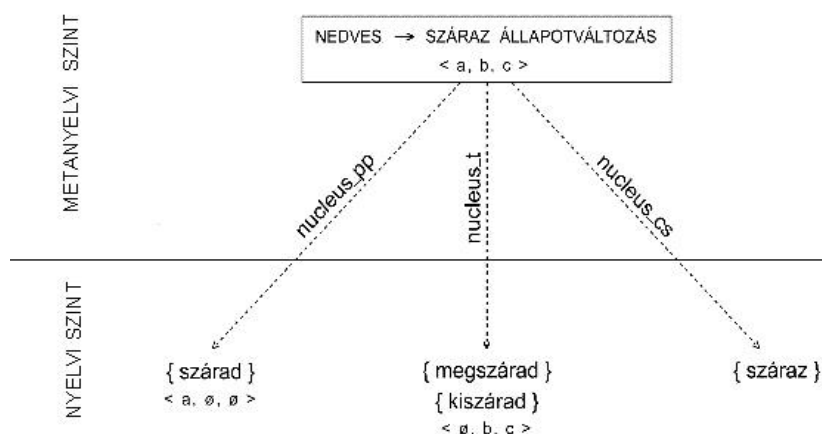 METANYELVI SZINT
NEDVES → SZÁRAZ ÁLLAPOTVÁLTOZÁS
< a, b, c >
nucleus_pp
nucleus_t
nucleus_cs
NYELVI SZINT
{ szárad }
< a, ø, ø >
{ megszárad }
{ kiszárad }
< ø, b, c >
{ száraz }